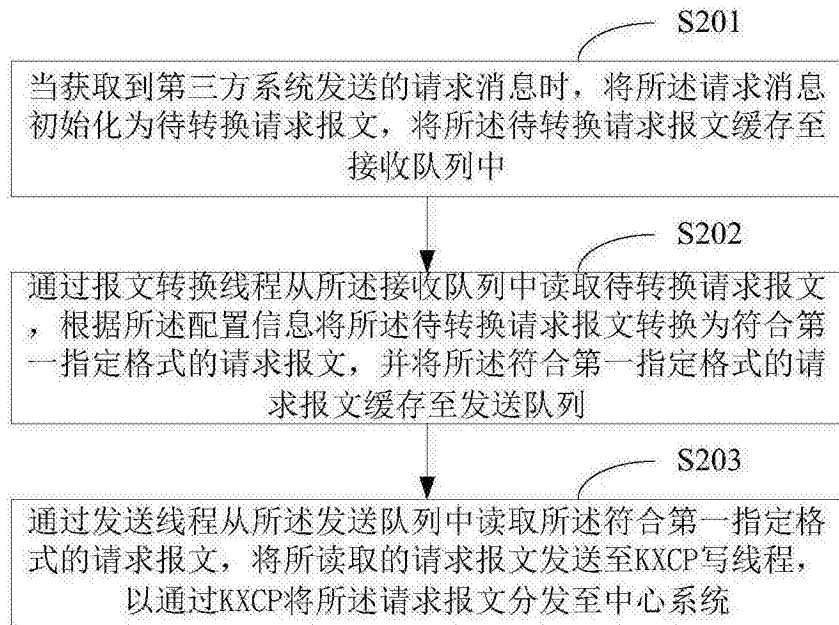 S201
当获取到第三方系统发送的请求消息时，将所述请求消息
初始化为待转换请求报文，将所述待转换请求报文缓存至
接收队列中
S202
通过报文转换线程从所述接收队列中读取待转换请求报文
，根据所述配置信息将所述待转换请求报文转换为符合第
一指定格式的请求报文，并将所述符合第一指定格式的请
求报文缓存至发送队列
S203
通过发送线程从所述发送队列中读取所述符合第一指定格
式的请求报文，将所读取的请求报文发送至KXCP写线程，
以通过KXCP将所述请求报文分发至中心系统